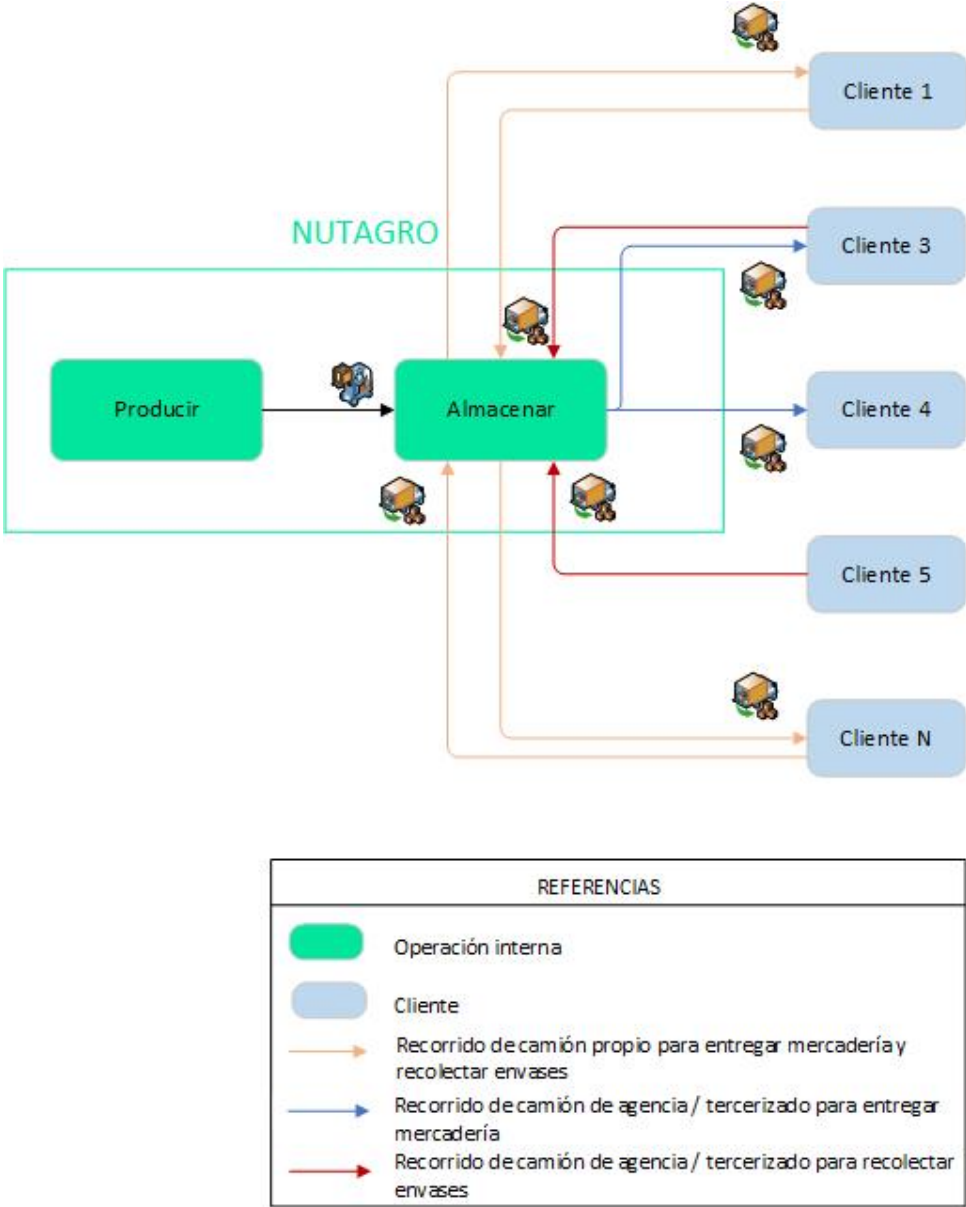 Cliente 1
NUTAGRO
Cliente 3
Producir
Almacenar
Cliente 4
Cliente 5
Cliente N
REFERENCIAS
Operación interna
Cliente
Recorrido de camión propio para entregar mercadería y
recolectar envases
Recorrido de camión de agencia / tercerizado para entregar
mercadería
Recorrido de camión de agencia / tercerizado para recolectar
envases